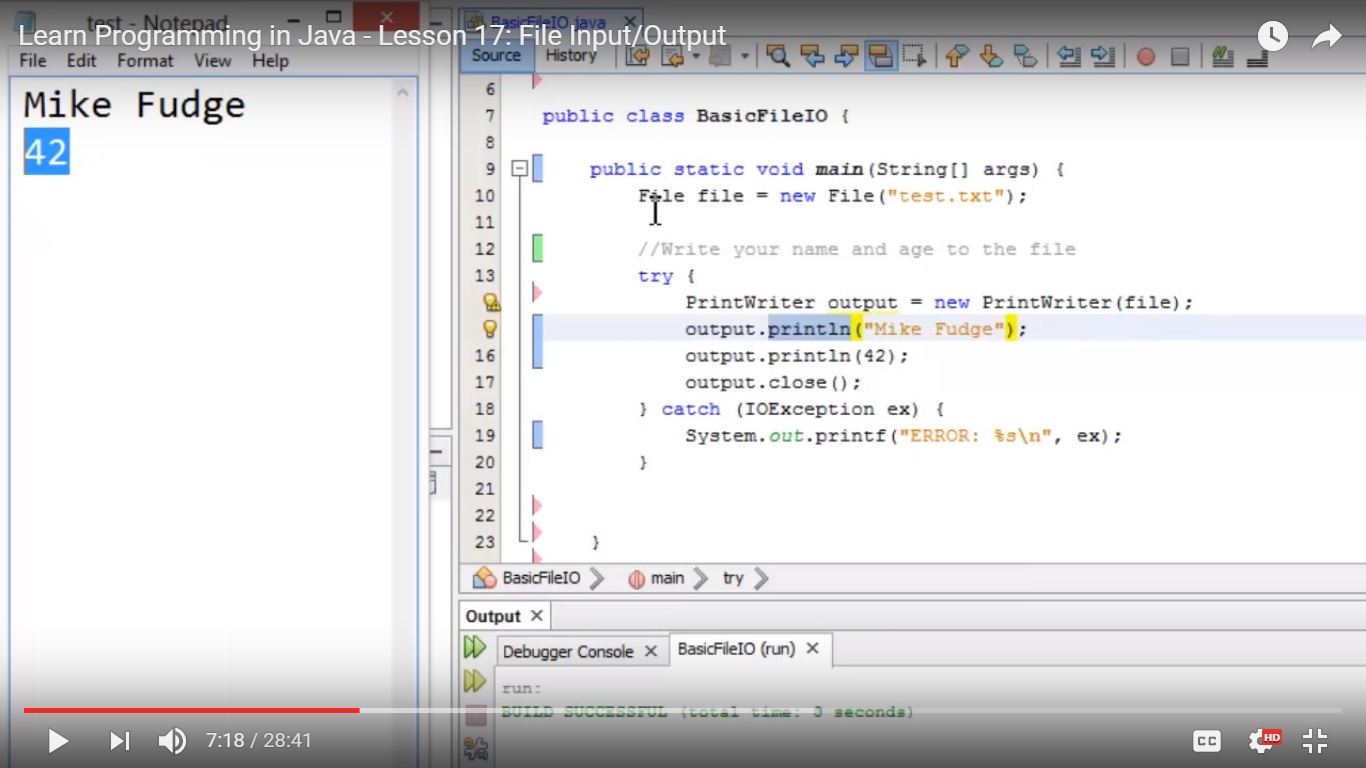 test - Notepad
Learn Programming in Java - Lesson 17: File Input/Output
File Edit Format View Help
Mike Fudge
42
BasicFileIO.java
Source History
6
7 public class BasicFileIO {
8
9 public static void main(String[] args) {
10 File file = new File("test.txt");
11
12 //Write your name and age to the file
13 try {
PrintWriter output = new PrintWriter(file);
output.println("Mike Fudge");
16 output.println(42);
17 output.close();
18 } catch (IOException ex) {
19 System.out.printf("ERROR: %s\n", ex);
20 }
21
22
23 }
BasicFileIO main try
Output
Debugger Console BasicFileIO (run)
run:
BUILD SUCCESSFUL (total time: 0 seconds)
7:18 / 28:41 CC HD